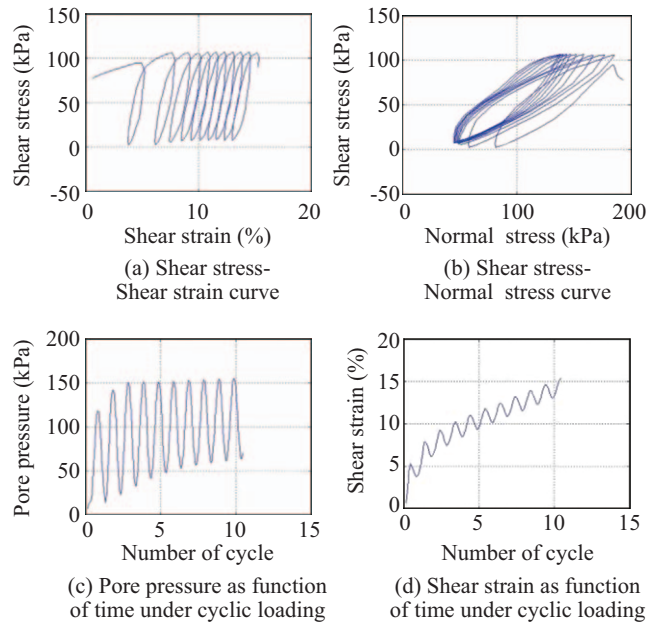 Shear stress (kPa)
150
100
50
0
-50
0
10
20
Shear strain (%)
(a) Shear stress-
Shear strain curve
Shear stress (kPa)
150
100
50
0
-50
0
100
200
Normal stress (kPa)
(b) Shear stress-
Normal stress curve
Pore pressure (kPa)
200
150
100
50
0
0
5
10
15
Number of cycle
(c) Pore pressure as function
of time under cyclic loading
Shear strain (%)
20
15
10
5
0
0
5
10
15
Number of cycle
(d) Shear strain as function
of time under cyclic loading